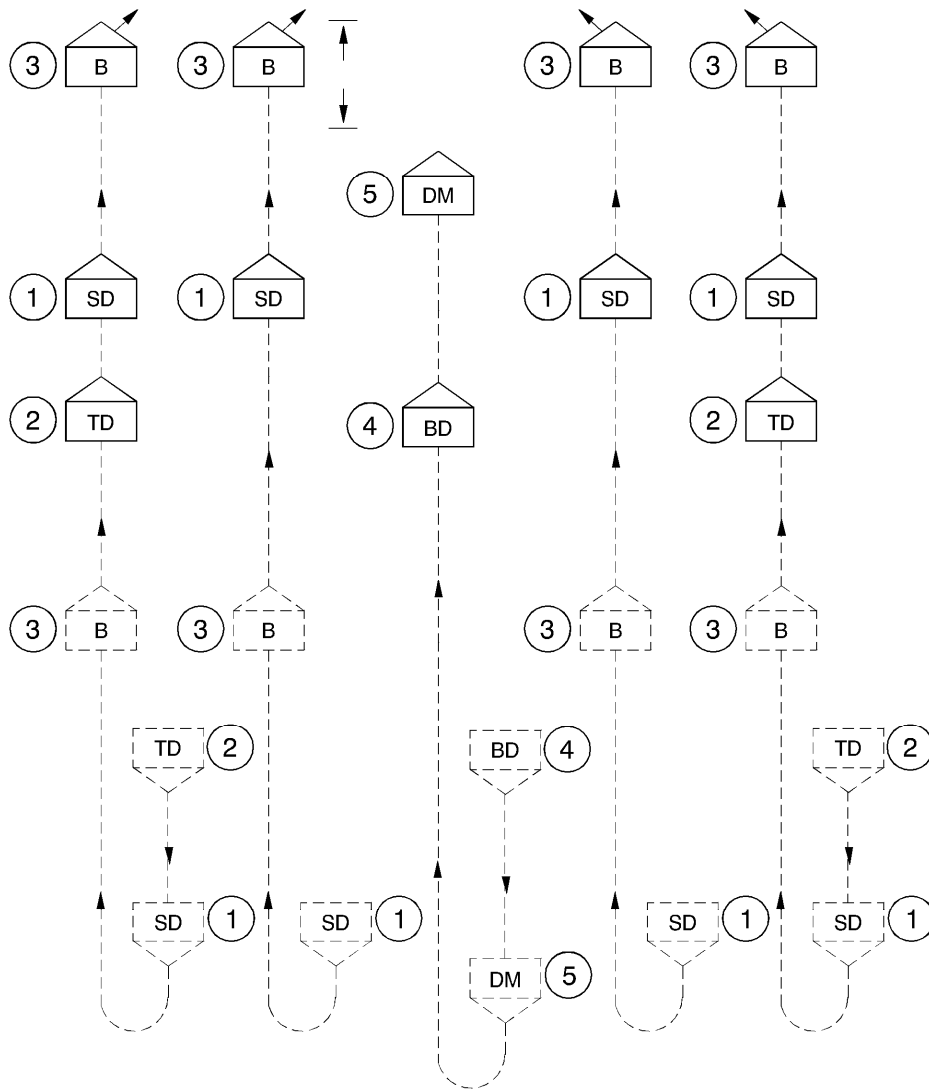 3 B 3 B 3 B 3 B
5 DM
1 SD 1 SD 1 SD 1 SD
2 TD 4 BD 2 TD
3 B 3 B 3 B 3 B
TD 2 BD 4 TD 2
SD 1 SD 1 SD 1 SD 1
DM 5